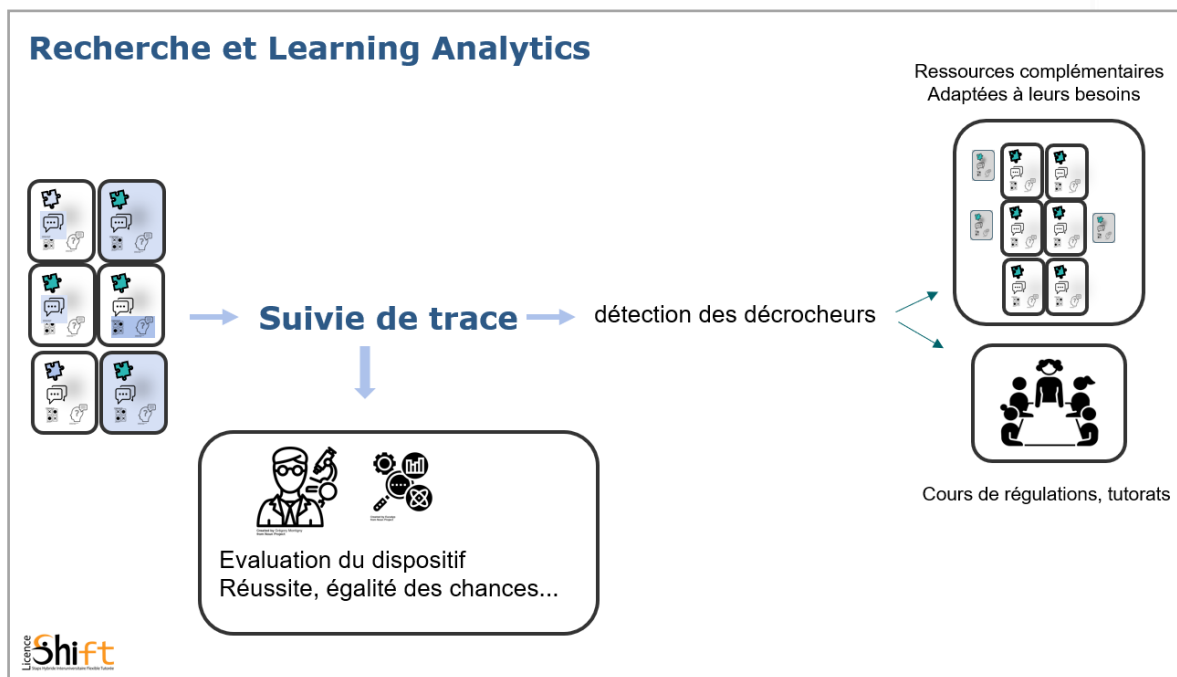 Recherche et Learning Analytics
Ressources complémentaires
Adaptées à leurs besoins
Suivie de trace
détection des décrocheurs
Evaluation du dispositif
Réussite, égalité des chances...
Cours de régulations, tutorats
Licence
Shift